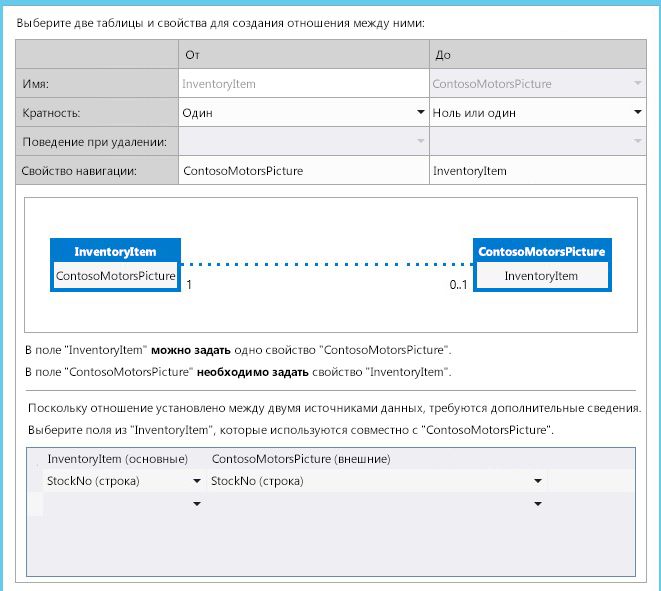 Выберите две таблицы и свойства для создания отношения между ними:
От До
Имя: InventoryItem ContosoMotorsPicture
Кратность: Один Ноль или один
Поведение при удалении:
Свойство навигации: ContosoMotorsPicture InventoryItem
InventoryItem ContosoMotorsPicture
ContosoMotorsPicture InventoryItem
1 0..1
В поле "InventoryItem" можно задать одно свойство "ContosoMotorsPicture".
В поле "ContosoMotorsPicture" необходимо задать свойство "InventoryItem".
Поскольку отношение установлено между двумя источниками данных, требуются дополнительные сведения.
Выберите поля из "InventoryItem", которые используются совместно с "ContosoMotorsPicture".
InventoryItem (основные) ContosoMotorsPicture (внешние)
StockNo (строка) StockNo (строка)